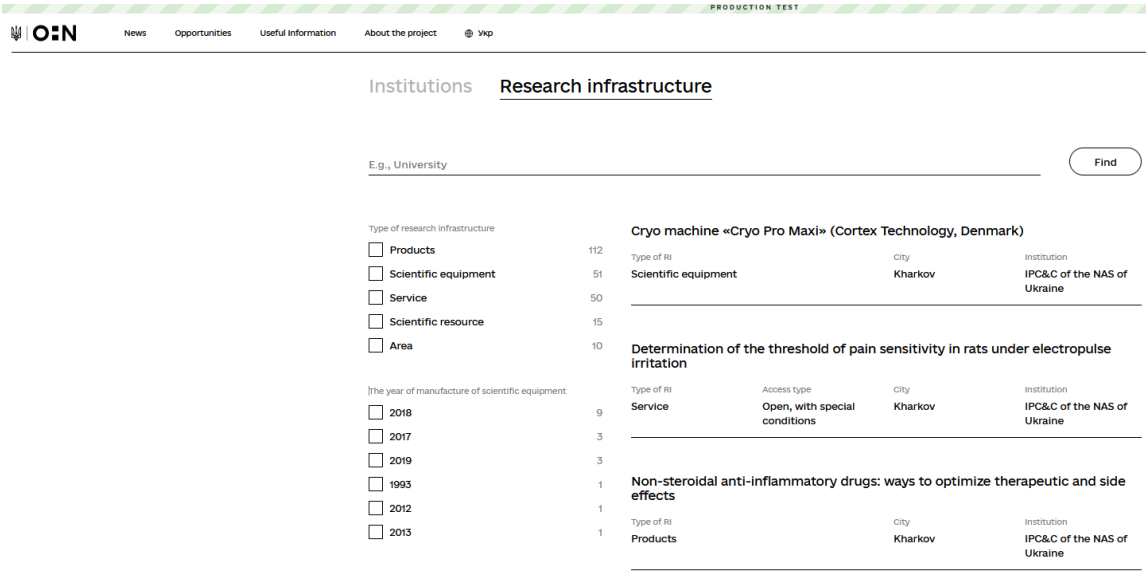 PRODUCTION TEST
O:N
News
Opportunities
Useful Information
About the project
Укр
Institutions
Research infrastructure
E.g., University
Find
Type of research infrastructure
Products 112
Scientific equipment 51
Service 50
Scientific resource 15
Area 10
The year of manufacture of scientific equipment
2018 9
2017 3
2019 3
1993 1
2012 1
2013 1
Cryo machine «Cryo Pro Maxi» (Cortex Technology, Denmark)
Type of RI
Scientific equipment
City
Kharkov
Institution
IPC&C of the NAS of
Ukraine
Determination of the threshold of pain sensitivity in rats under electropulse
irritation
Type of RI
Service
Access type
Open, with special
conditions
City
Kharkov
Institution
IPC&C of the NAS of
Ukraine
Non-steroidal anti-inflammatory drugs: ways to optimize therapeutic and side
effects
Type of RI
Products
City
Kharkov
Institution
IPC&C of the NAS of
Ukraine